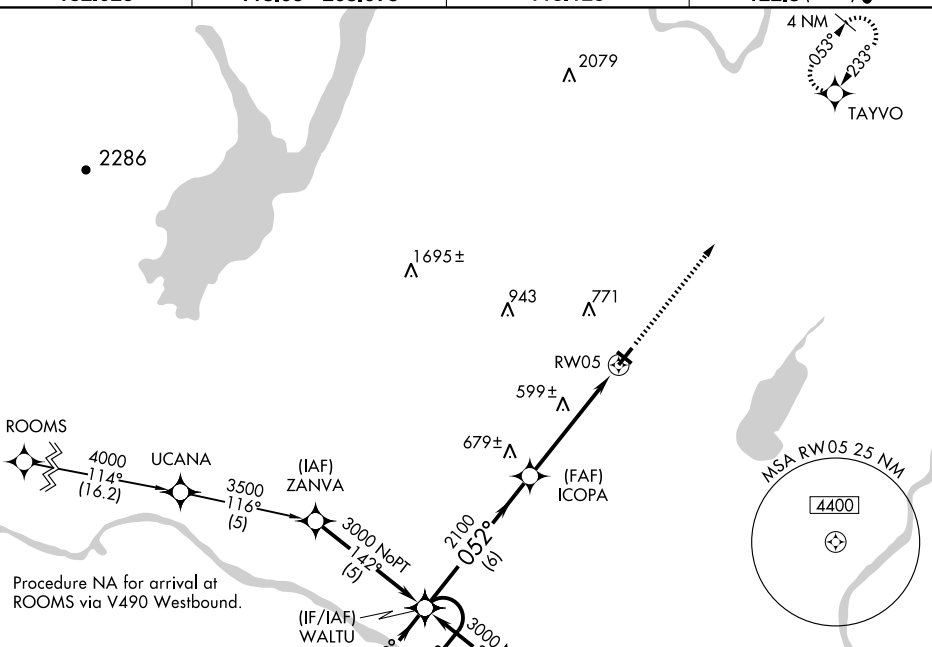 4 NM
053°
233°
TAYVO
2079
2286
1695±
943
771
RW05
599±
679±
(FAF)
ICOPA
ROOMS
4000
114°
(16.2)
UCANA
3500
116°
(5)
(IAF)
ZANVA
3000 NoPT
142°
(5)
2100
052°
(6)
MSA RW05 25 NM
4400
Procedure NA for arrival at
ROOMS via V490 Westbound.
(IF/IAF)
WALTU
3000